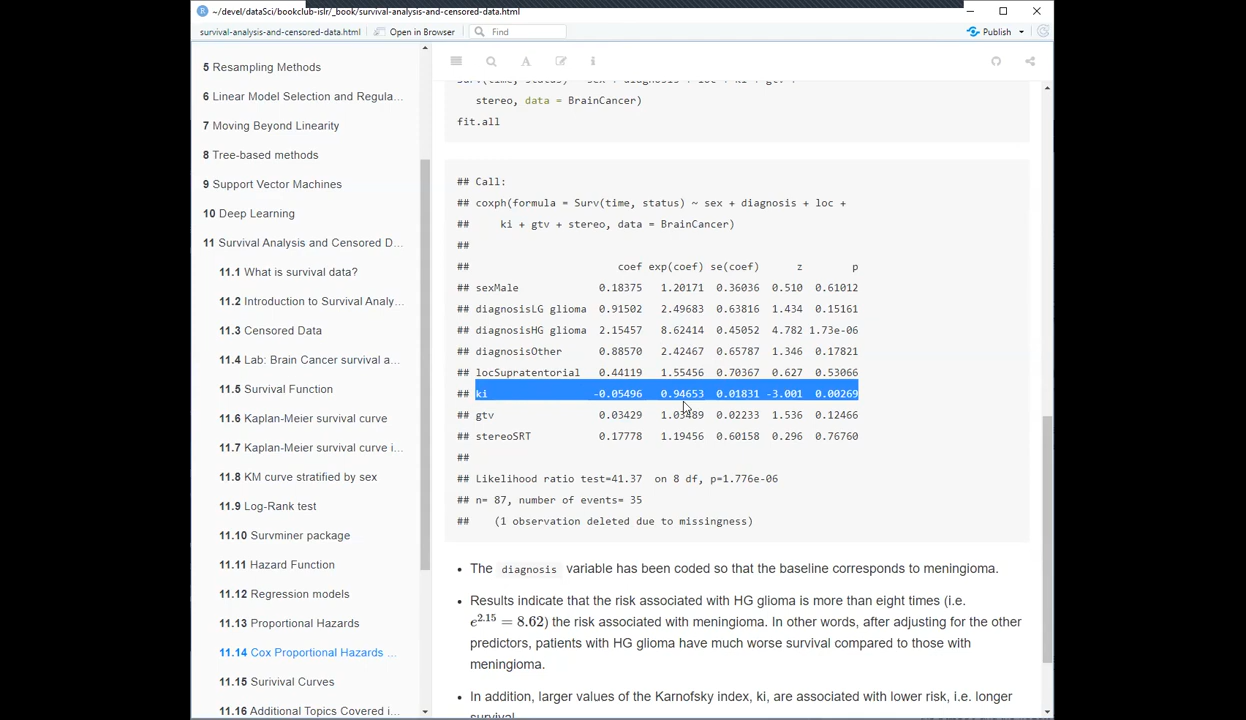 ~/devel/dataSci/bookclub-islr/_book/survival-analysis-and-censored-data.html
survival-analysis-and-censored-data.html
Open in Browser
Find
Publish
5 Resampling Methods
6 Linear Model Selection and Regula...
7 Moving Beyond Linearity
8 Tree-based methods
9 Support Vector Machines
10 Deep Learning
11 Survival Analysis and Censored D...
11.1 What is survival data?
11.2 Introduction to Survival Analy...
11.3 Censored Data
11.4 Lab: Brain Cancer survival a...
11.5 Survival Function
11.6 Kaplan-Meier survival curve
11.7 Kaplan-Meier survival curve i...
11.8 KM curve stratified by sex
11.9 Log-Rank test
11.10 Survminer package
11.11 Hazard Function
11.12 Regression models
11.13 Proportional Hazards
11.14 Cox Proportional Hazards ...
11.15 Survival Curves
11.16 Additional Topics Covered i...
Surv(time, status) ~ sex + diagnosis + loc + ki + gtv +
stereo, data = BrainCancer)
fit.all
## Call:
## coxph(formula = Surv(time, status) ~ sex + diagnosis + loc +
##     ki + gtv + stereo, data = BrainCancer)
##
##                       coef exp(coef) se(coef)      z        p
## sexMale            0.18375   1.20171  0.36036  0.510  0.61012
## diagnosisLG glioma  0.91502   2.49683  0.63816  1.434  0.15161
## diagnosisHG glioma  2.15457   8.62414  0.45052  4.782 1.73e-06
## diagnosisOther      0.88570   2.42467  0.65787  1.346  0.17821
## locSupratentorial   0.44119   1.55456  0.70367  0.627  0.53066
## ki                 -0.05496   0.94653  0.01831 -3.001  0.00269
## gtv                 0.03429   1.03489  0.02233  1.536  0.12466
## stereoSRT           0.17778   1.19456  0.60158  0.296  0.76760
##
## Likelihood ratio test=41.37  on 8 df, p=1.776e-06
## n= 87, number of events= 35
##    (1 observation deleted due to missingness)
• The diagnosis variable has been coded so that the baseline corresponds to meningioma.
• Results indicate that the risk associated with HG glioma is more than eight times (i.e.
e^2.15 = 8.62) the risk associated with meningioma. In other words, after adjusting for the other
predictors, patients with HG glioma have much worse survival compared to those with
meningioma.
• In addition, larger values of the Karnofsky index, ki, are associated with lower risk, i.e. longer
survival.